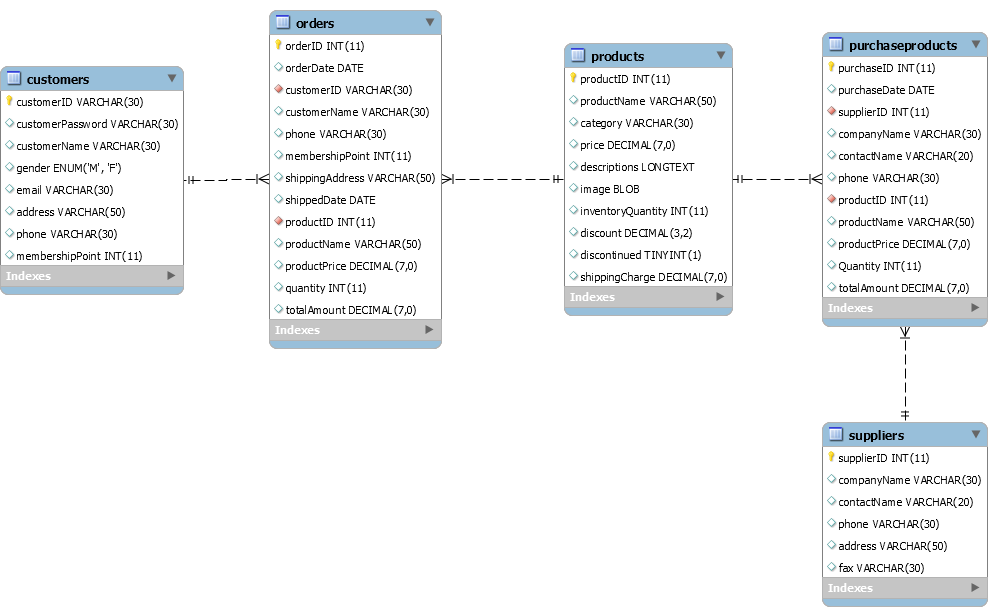 customers
customerID VARCHAR(30)
customerPassword VARCHAR(30)
customerName VARCHAR(30)
gender ENUM('M', 'F')
email VARCHAR(30)
address VARCHAR(50)
phone VARCHAR(30)
membershipPoint INT(11)
Indexes
orders
orderID INT(11)
orderDate DATE
customerID VARCHAR(30)
customerName VARCHAR(30)
phone VARCHAR(30)
membershipPoint INT(11)
shippingAddress VARCHAR(50)
shippedDate DATE
productID INT(11)
productName VARCHAR(50)
productPrice DECIMAL(7,0)
quantity INT(11)
totalAmount DECIMAL(7,0)
Indexes
products
productID INT(11)
productName VARCHAR(50)
category VARCHAR(30)
price DECIMAL(7,0)
descriptions LONGTEXT
image BLOB
inventoryQuantity INT(11)
discount DECIMAL(3,2)
discontinued TINYINT(1)
shippingCharge DECIMAL(7,0)
Indexes
purchaseproducts
purchaseID INT(11)
purchaseDate DATE
supplierID INT(11)
companyName VARCHAR(30)
contactName VARCHAR(20)
phone VARCHAR(30)
productID INT(11)
productName VARCHAR(50)
productPrice DECIMAL(7,0)
Quantity INT(11)
totalAmount DECIMAL(7,0)
Indexes
suppliers
supplierID INT(11)
companyName VARCHAR(30)
contactName VARCHAR(20)
phone VARCHAR(30)
address VARCHAR(50)
fax VARCHAR(30)
Indexes